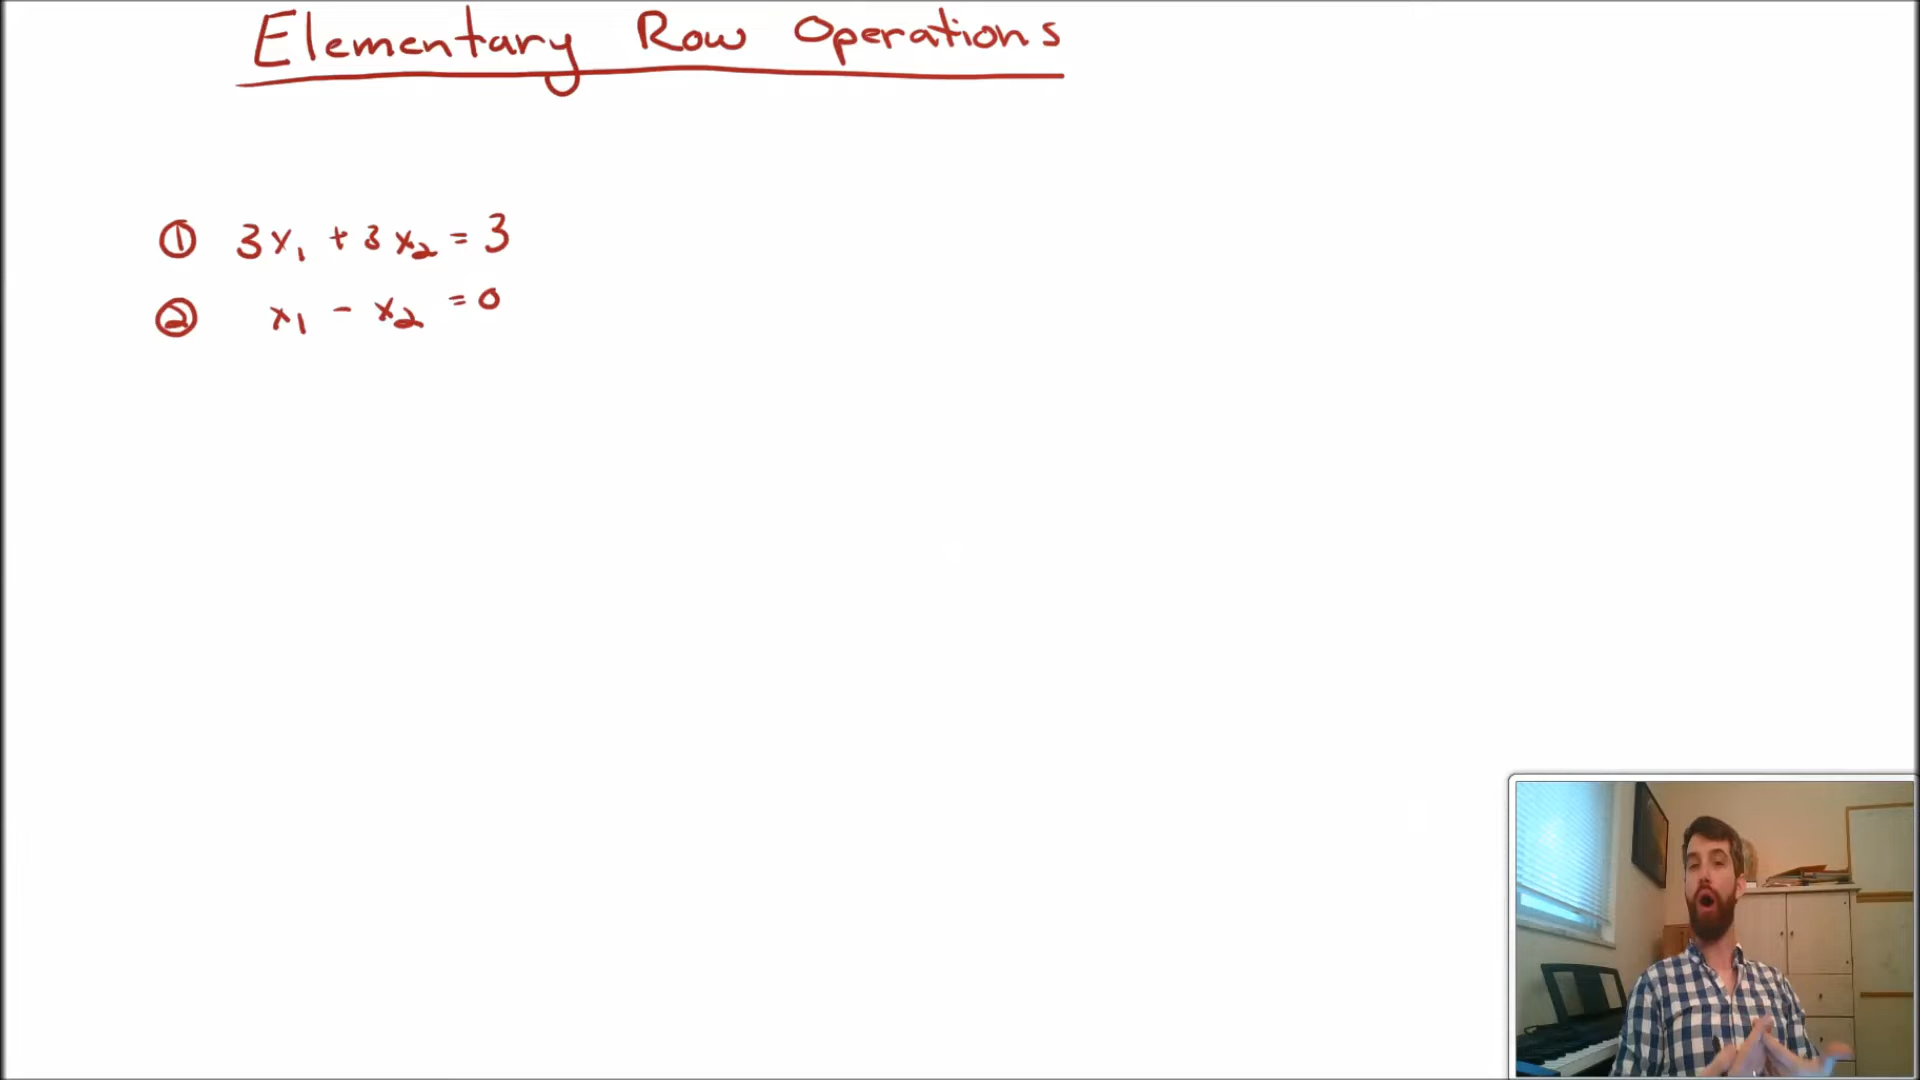 Elementary Row Operations
① 3x₁ + 3x₂ = 3
② x₁ - x₂ = 0